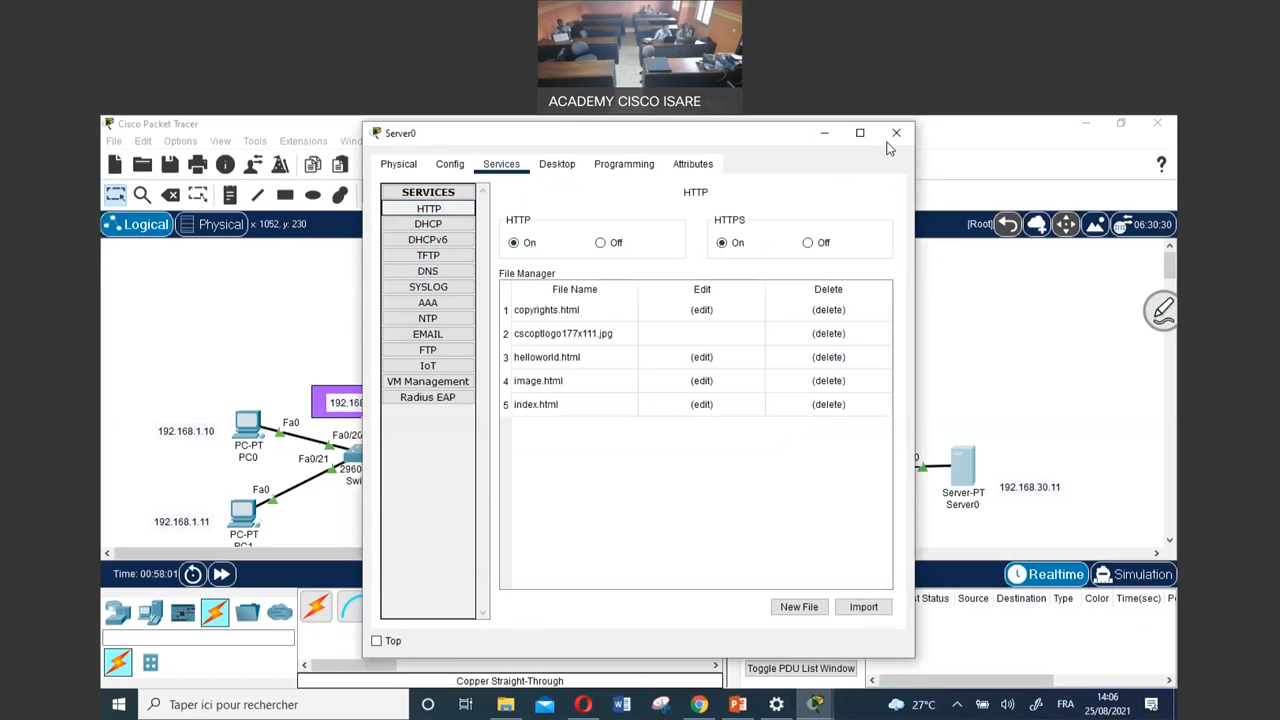 ACADEMY CISCO ISARE
Cisco Packet Tracer
File Edit Options View Tools Extensions
Server0
Physical Config Services Desktop Programming Attributes
SERVICES
HTTP
DHCP
DHCPv6
TFTP
DNS
SYSLOG
AAA
NTP
EMAIL
FTP
IoT
VM Management
Radius EAP
HTTP
HTTP
On Off
HTTPS
On Off
File Manager
File Name Edit Delete
1 copyrights.html (edit) (delete)
2 cscoptlogo177x111.jpg (delete)
3 helloworld.html (edit) (delete)
4 image.html (edit) (delete)
5 index.html (edit) (delete)
New File Import
Top
Logical Physical x: 1052, y: 230
[Root] 06:30:30
192.168.1.10
PC-PT
PC0
Fa0
Fa0/20
Fa0/21
Fa0
192.168.1.11
PC-PT
PC1
Server-PT
Server0
192.168.30.11
Time: 00:58:01
Realtime Simulation
Status Source Destination Type Color Time(sec)
Toggle PDU List Window
Copper Straight-Through
Taper ici pour rechercher
27°C
FRA
14:06
25/08/2021